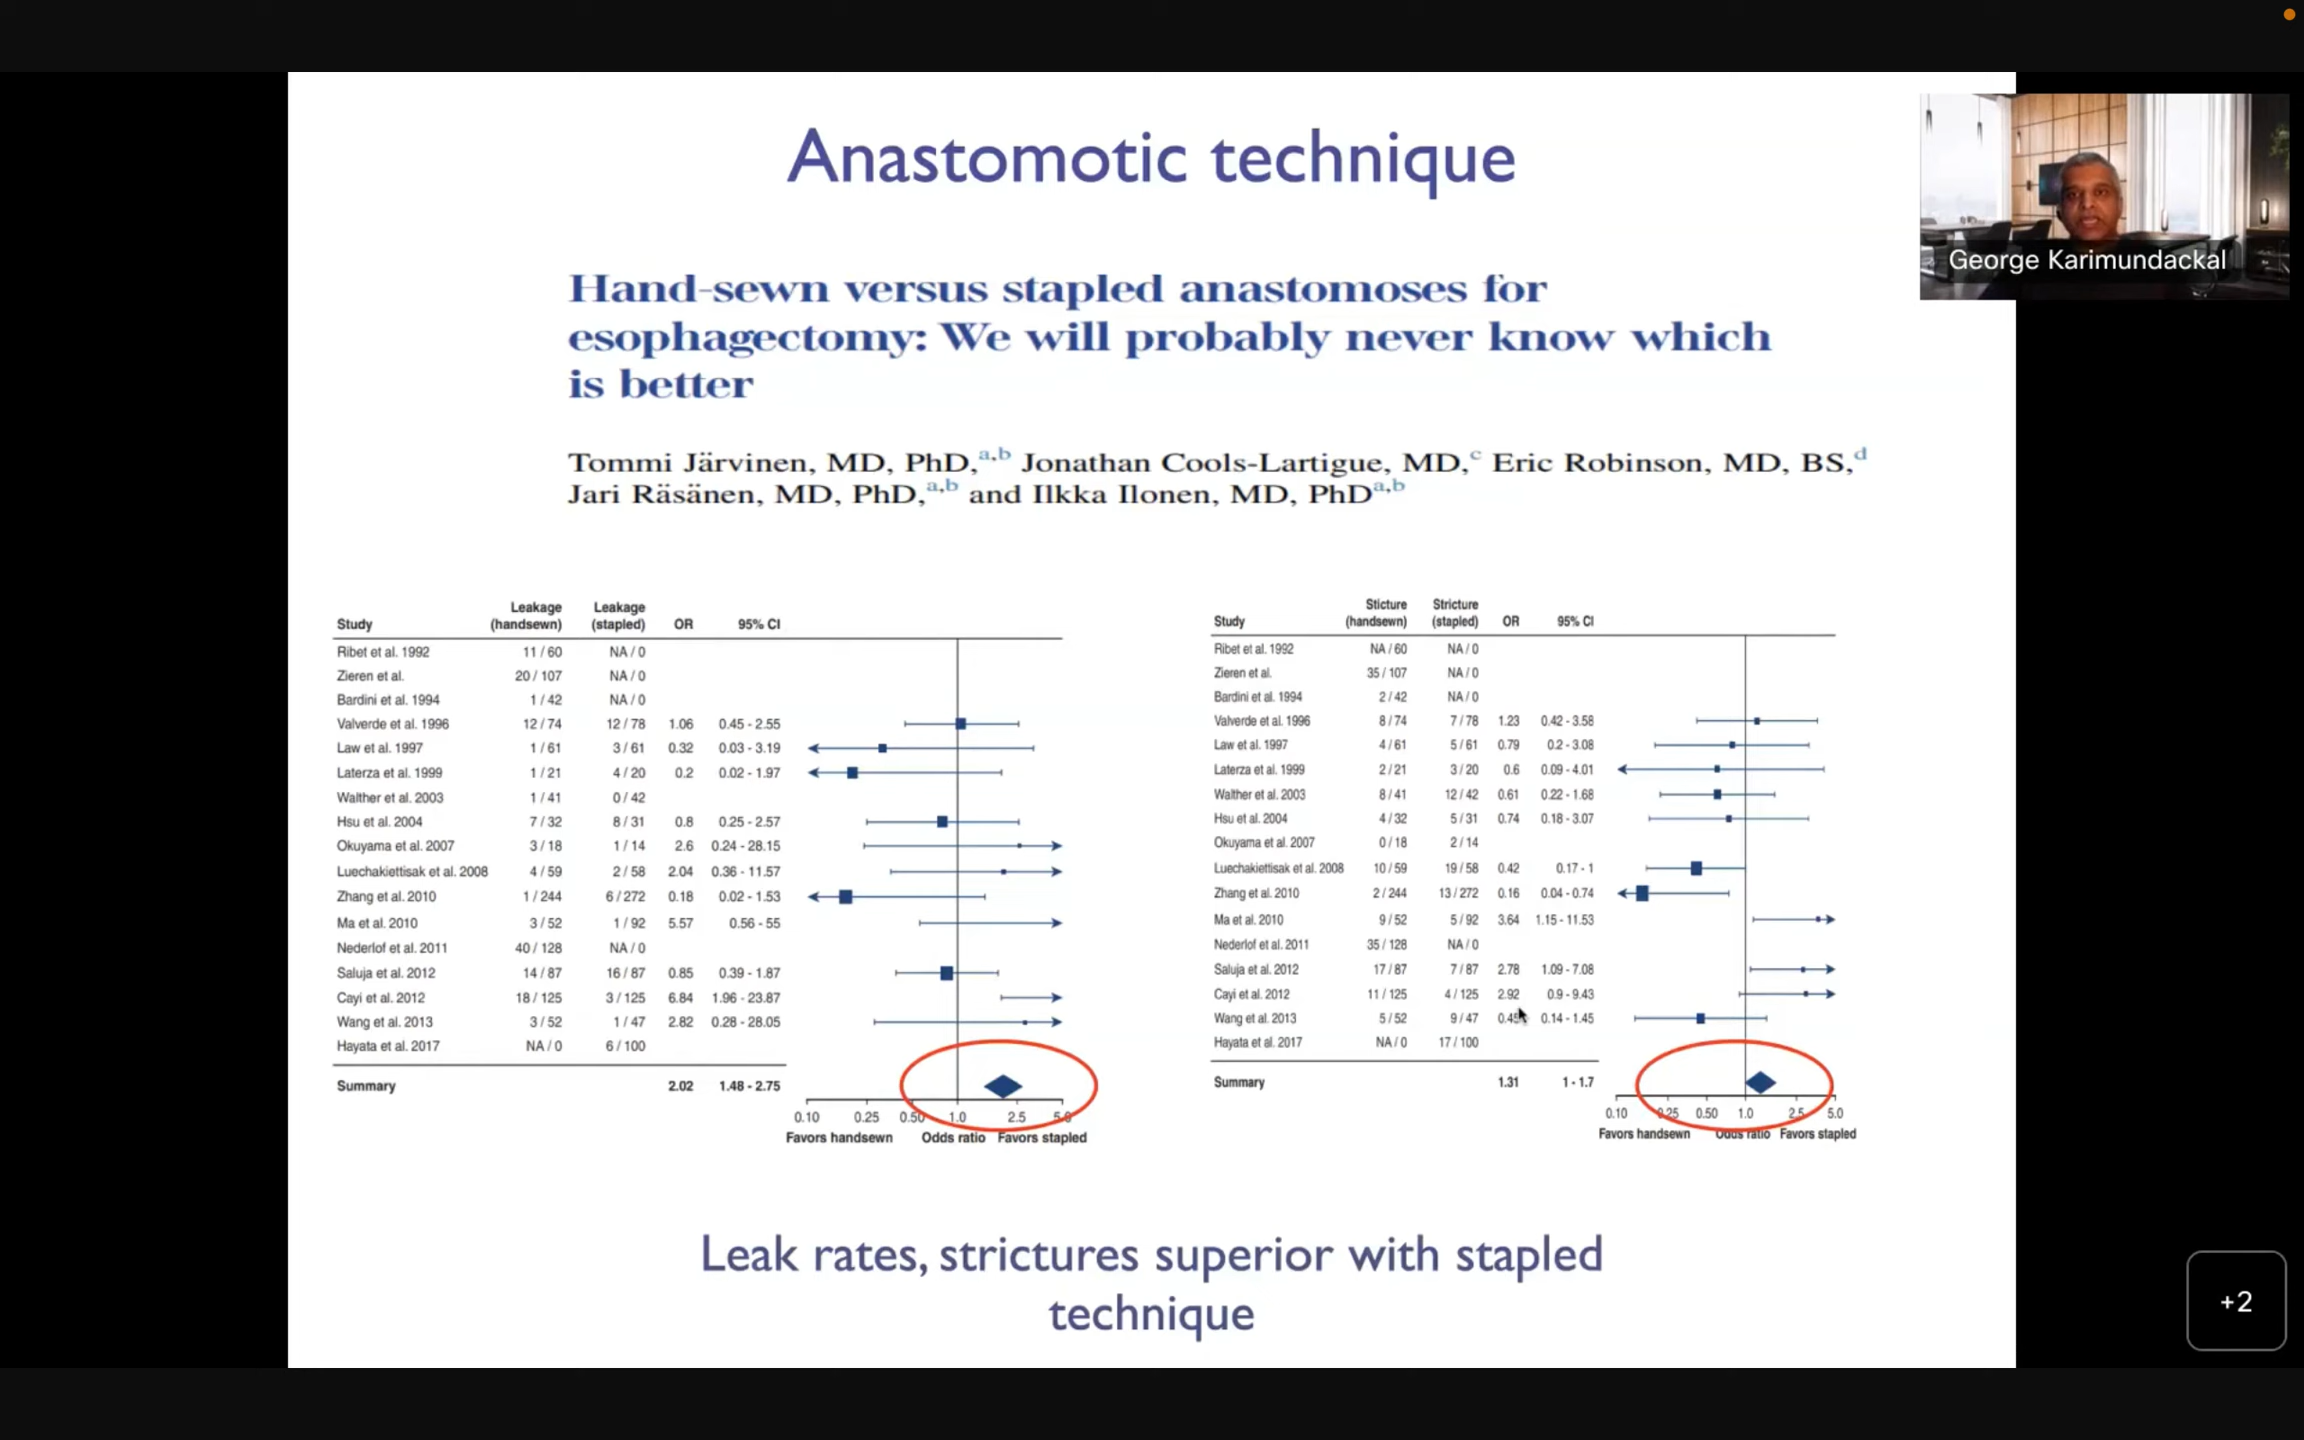 Anastomotic technique
George Karimundackal
Hand-sewn versus stapled anastomoses for
esophagectomy: We will probably never know which
is better
Tommi Järvinen, MD, PhD,a,b Jonathan Cools-Lartigue, MD,c Eric Robinson, MD, BS,d
Jari Räsänen, MD, PhD,a,b and Ilkka Ilonen, MD, PhDa,b
Leakage Leakage
Study (handsewn) (stapled) OR 95% CI
Ribet et al. 1992 11 / 60 NA / 0
Zieren et al. 20 / 107 NA / 0
Bardini et al. 1994 1 / 42 NA / 0
Valverde et al. 1996 12 / 74 12 / 78 1.06 0.45 - 2.55
Law et al. 1997 1 / 61 3 / 61 0.32 0.03 - 3.19
Laterza et al. 1999 1 / 21 4 / 20 0.2 0.02 - 1.97
Walther et al. 2003 1 / 41 0 / 42
Hsu et al. 2004 7 / 32 8 / 31 0.8 0.25 - 2.57
Okuyama et al. 2007 3 / 18 1 / 14 2.6 0.24 - 28.15
Luechakiettisak et al. 2008 4 / 59 2 / 58 2.04 0.36 - 11.57
Zhang et al. 2010 1 / 244 6 / 272 0.18 0.02 - 1.53
Ma et al. 2010 3 / 52 1 / 92 5.57 0.56 - 55
Nederlof et al. 2011 40 / 128 NA / 0
Saluja et al. 2012 14 / 87 16 / 87 0.85 0.39 - 1.87
Cayi et al. 2012 18 / 125 3 / 125 6.84 1.96 - 23.87
Wang et al. 2013 3 / 52 1 / 47 2.82 0.28 - 28.05
Hayata et al. 2017 NA / 0 6 / 100
Summary 2.02 1.48 - 2.75
0.10 0.25 0.50 1.0 2.5 5.0
Favors handsewn Odds ratio Favors stapled
Sticture Stricture
Study (handsewn) (stapled) OR 95% CI
Ribet et al. 1992 NA / 60 NA / 0
Zieren et al. 35 / 107 NA / 0
Bardini et al. 1994 2 / 42 NA / 0
Valverde et al. 1996 8 / 74 7 / 78 1.23 0.42 - 3.58
Law et al. 1997 4 / 61 5 / 61 0.79 0.2 - 3.08
Laterza et al. 1999 2 / 21 3 / 20 0.6 0.09 - 4.01
Walther et al. 2003 8 / 41 12 / 42 0.61 0.22 - 1.68
Hsu et al. 2004 4 / 32 5 / 31 0.74 0.18 - 3.07
Okuyama et al. 2007 0 / 18 2 / 14
Luechakiettisak et al. 2008 10 / 59 19 / 58 0.42 0.17 - 1
Zhang et al. 2010 2 / 244 13 / 272 0.16 0.04 - 0.74
Ma et al. 2010 9 / 52 5 / 92 3.64 1.15 - 11.53
Nederlof et al. 2011 35 / 128 NA / 0
Saluja et al. 2012 17 / 87 7 / 87 2.78 1.09 - 7.08
Cayi et al. 2012 11 / 125 4 / 125 2.92 0.9 - 9.43
Wang et al. 2013 5 / 52 9 / 47 0.14 - 1.45
Hayata et al. 2017 NA / 0 17 / 100
Summary 1.31 1 - 1.7
0.10 0.25 0.50 1.0 2.5 5.0
Favors handsewn Odds ratio Favors stapled
Leak rates, strictures superior with stapled
technique
+2